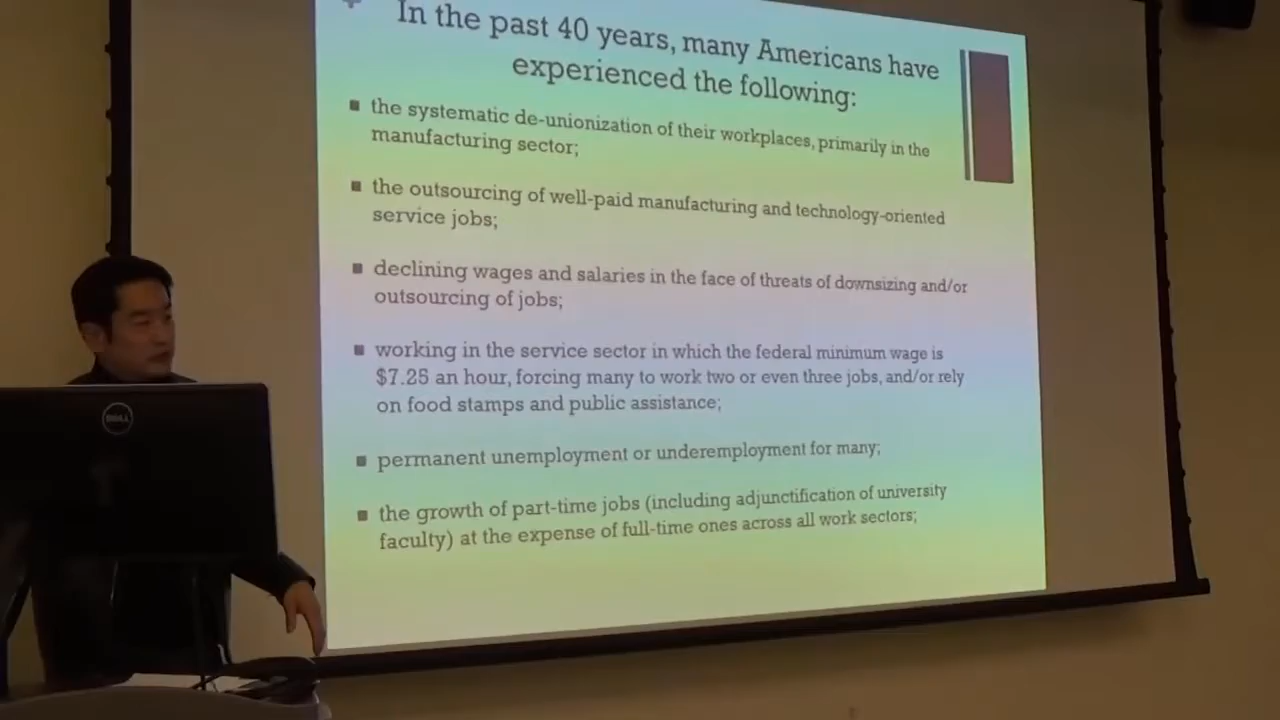 In the past 40 years, many Americans have
experienced the following:
■ the systematic de-unionization of their workplaces, primarily in the
manufacturing sector;
■ the outsourcing of well-paid manufacturing and technology-oriented
service jobs;
■ declining wages and salaries in the face of threats of downsizing and/or
outsourcing of jobs;
■ working in the service sector in which the federal minimum wage is
$7.25 an hour, forcing many to work two or even three jobs, and/or rely
on food stamps and public assistance;
■ permanent unemployment or underemployment for many;
■ the growth of part-time jobs (including adjunctification of university
faculty) at the expense of full-time ones across all work sectors;
DELL